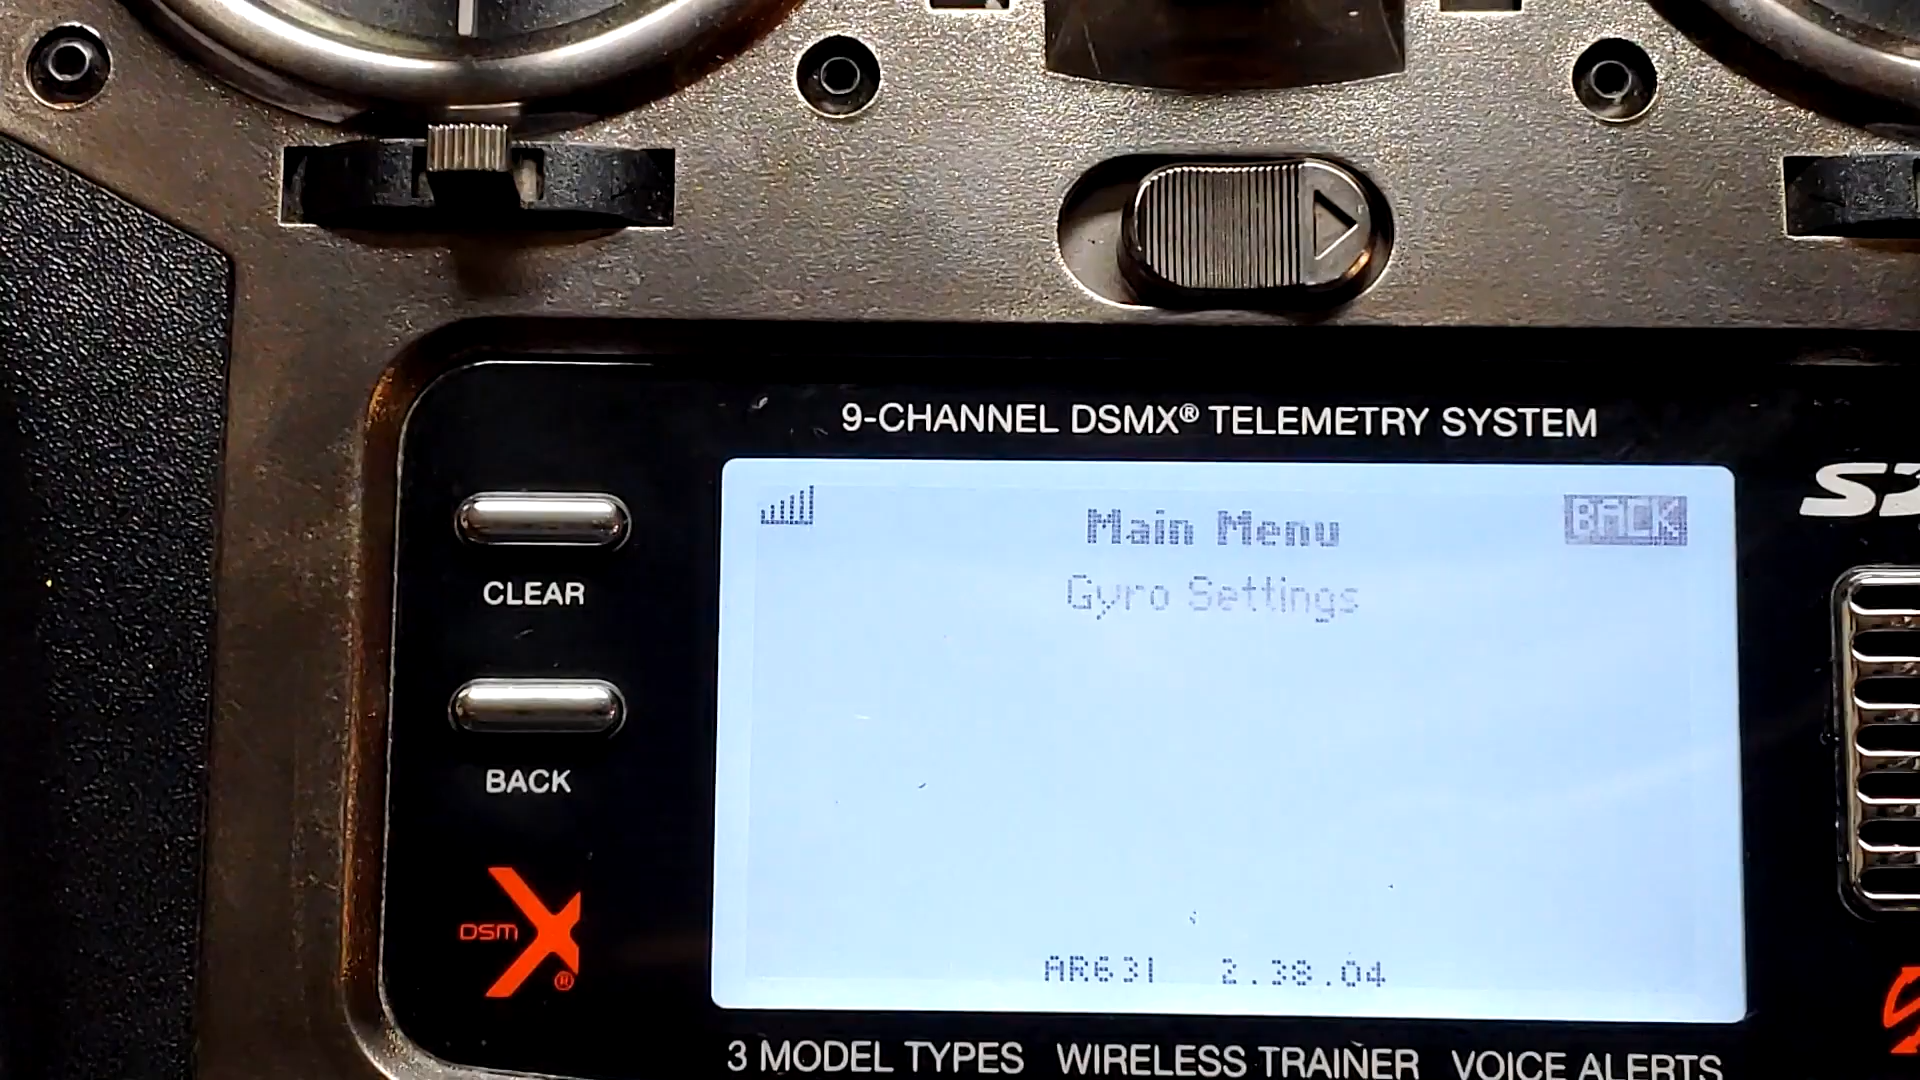 9-CHANNEL DSMX® TELEMETRY SYSTEM
Main Menu
BACK
Gyro Settings
AR631 2.38.04
CLEAR
BACK
DSM X ®
3 MODEL TYPES WIRELESS TRAINER VOICE ALERTS